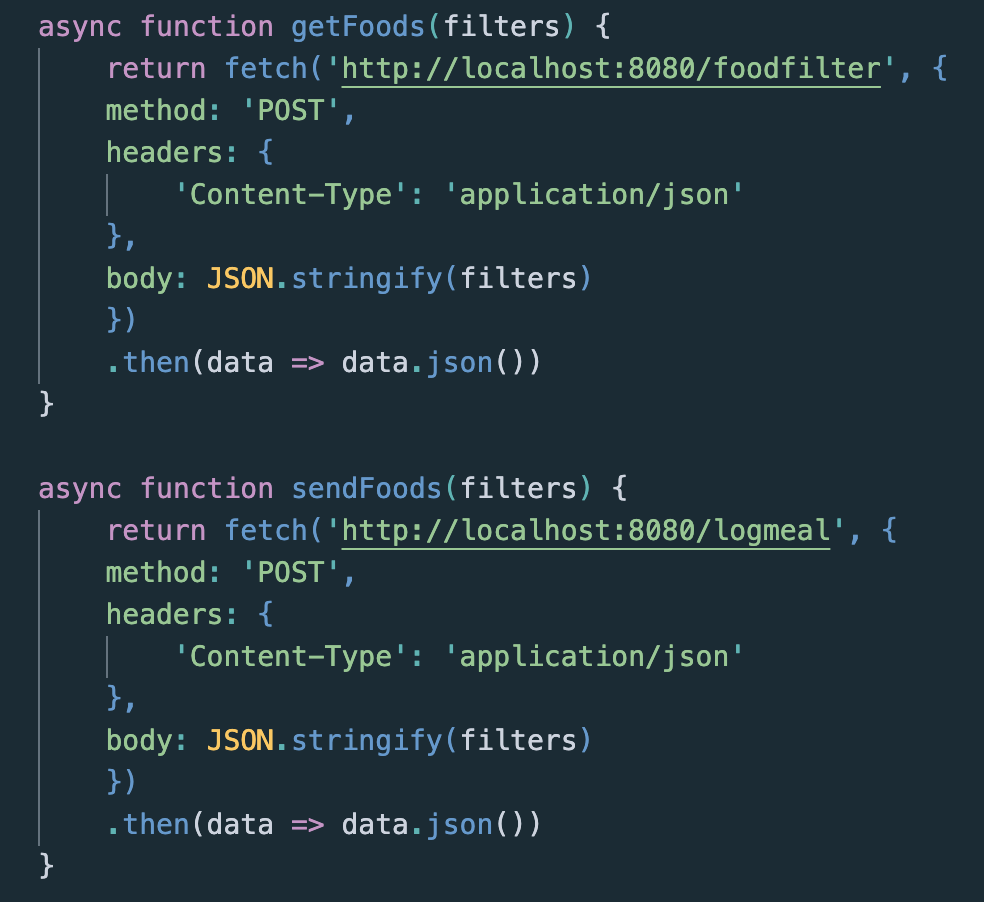 async function getFoods(filters) {
    return fetch('http://localhost:8080/foodfilter', {
    method: 'POST',
    headers: {
        'Content-Type': 'application/json'
    },
    body: JSON.stringify(filters)
    })
    .then(data => data.json())
}

async function sendFoods(filters) {
    return fetch('http://localhost:8080/logmeal', {
    method: 'POST',
    headers: {
        'Content-Type': 'application/json'
    },
    body: JSON.stringify(filters)
    })
    .then(data => data.json())
}